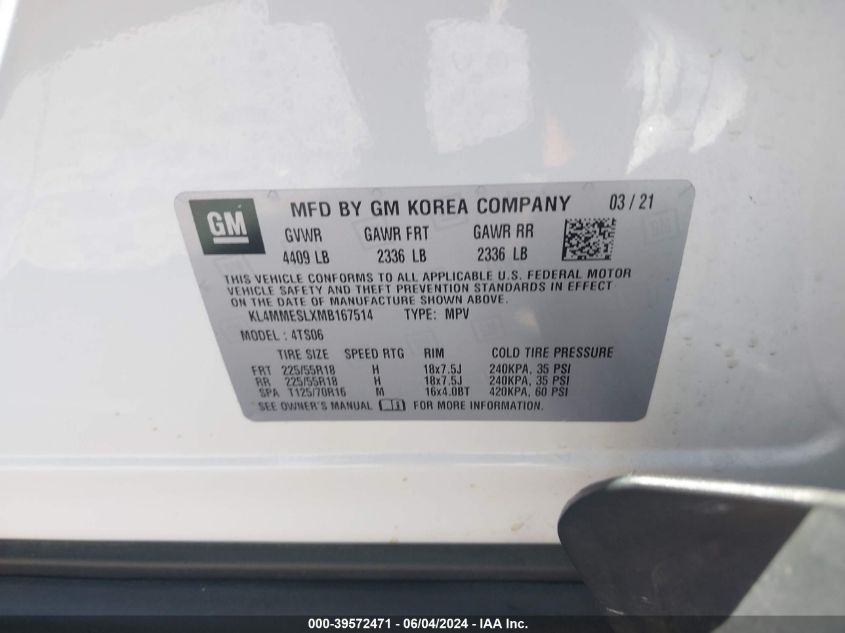 GM
MFD BY GM KOREA COMPANY 03 / 21
GVWR GAWR FRT GAWR RR
4409 LB 2336 LB 2336 LB
THIS VEHICLE CONFORMS TO ALL APPLICABLE U.S. FEDERAL MOTOR
VEHICLE SAFETY AND THEFT PREVENTION STANDARDS IN EFFECT
ON THE DATE OF MANUFACTURE SHOWN ABOVE.
KL4MMESLXMB167514 TYPE: MPV
MODEL: 4TS06
TIRE SIZE SPEED RTG RIM COLD TIRE PRESSURE
FRT 225/55R18 H 18x7.5J 240KPA, 35 PSI
RR 225/55R18 H 18x7.5J 240KPA, 35 PSI
SPA T125/70R16 M 16x4.0BT 420KPA, 60 PSI
SEE OWNER'S MANUAL FOR MORE INFORMATION.
000-39572471 - 06/04/2024 - IAA Inc.